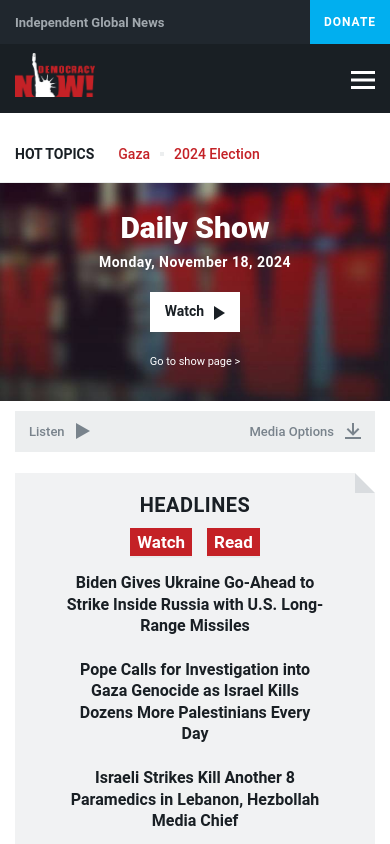 Independent Global News
DONATE
DEMOCRACY
NOW!
HOT TOPICS
Gaza
2024 Election
Daily Show
Monday, November 18, 2024
Watch
Go to show page >
Listen
Media Options
HEADLINES
Watch
Read
Biden Gives Ukraine Go-Ahead to
Strike Inside Russia with U.S. Long-
Range Missiles
Pope Calls for Investigation into
Gaza Genocide as Israel Kills
Dozens More Palestinians Every
Day
Israeli Strikes Kill Another 8
Paramedics in Lebanon, Hezbollah
Media Chief